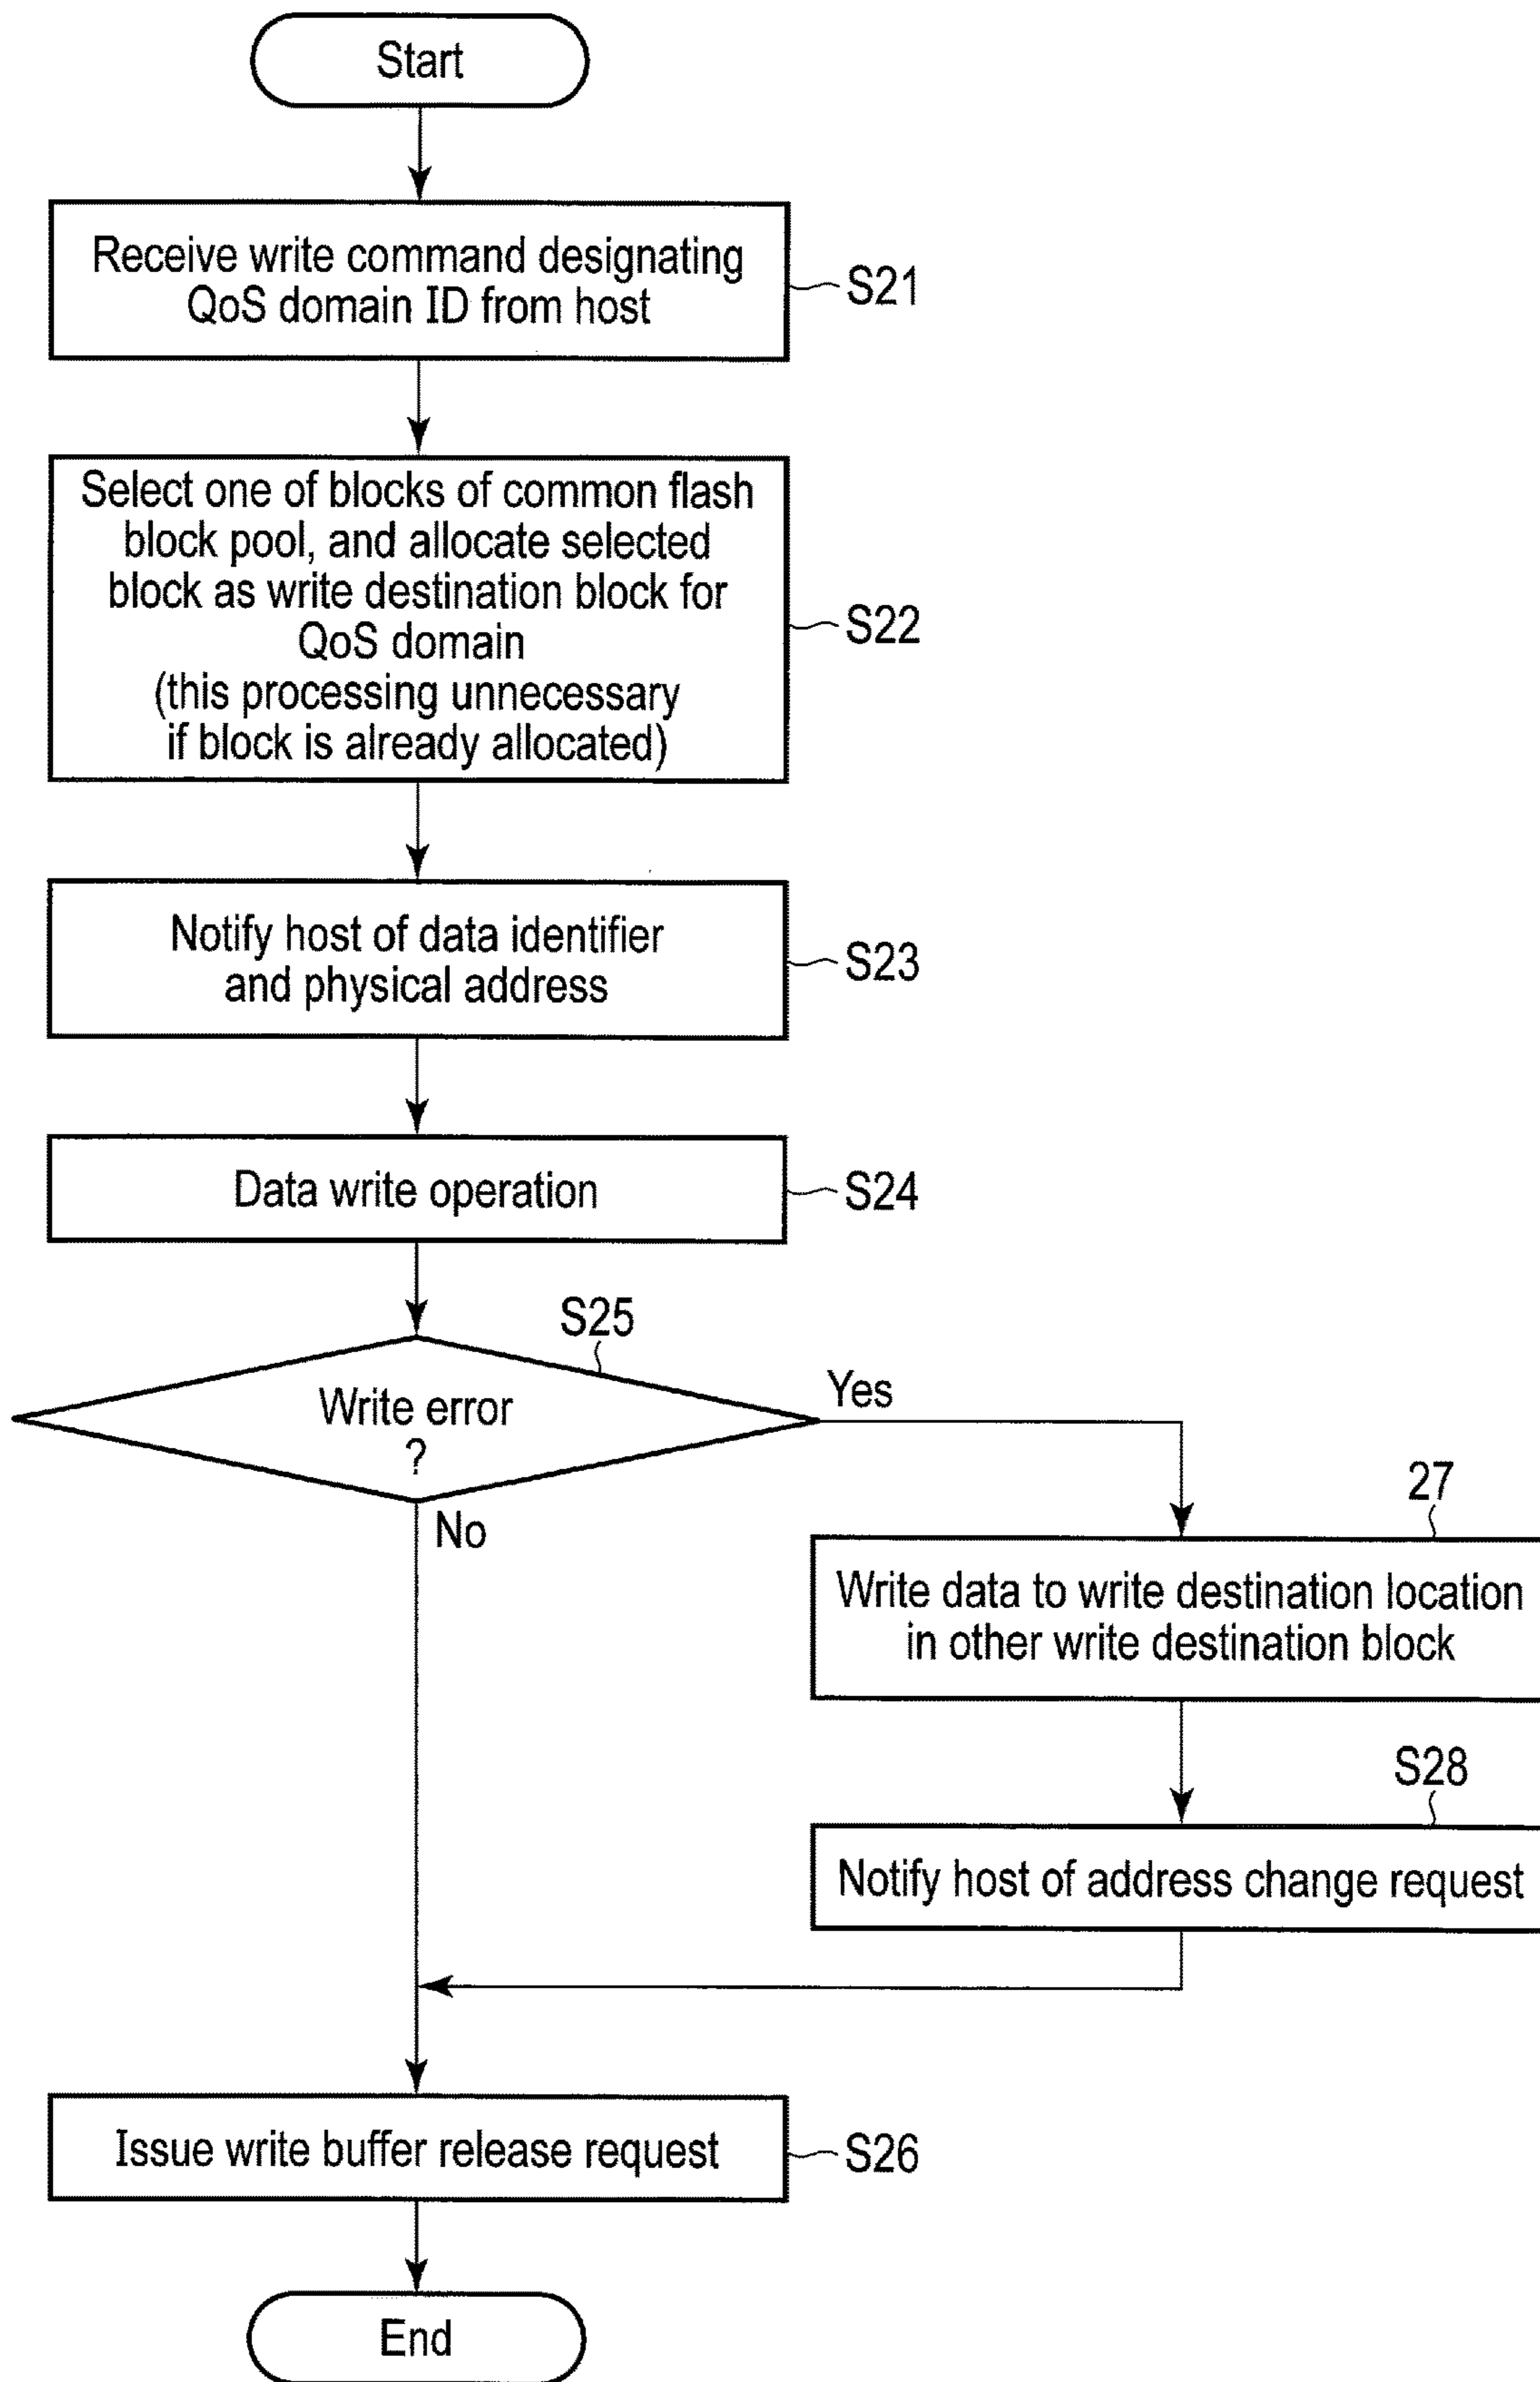 Start
Receive write command designating
QoS domain ID from host
S21
Select one of blocks of common flash
block pool, and allocate selected
block as write destination block for
QoS domain
(this processing unnecessary
if block is already allocated)
S22
Notify host of data identifier
and physical address
S23
Data write operation
S24
S25
Write error
?
Yes
No
27
Write data to write destination location
in other write destination block
S28
Notify host of address change request
Issue write buffer release request
S26
End